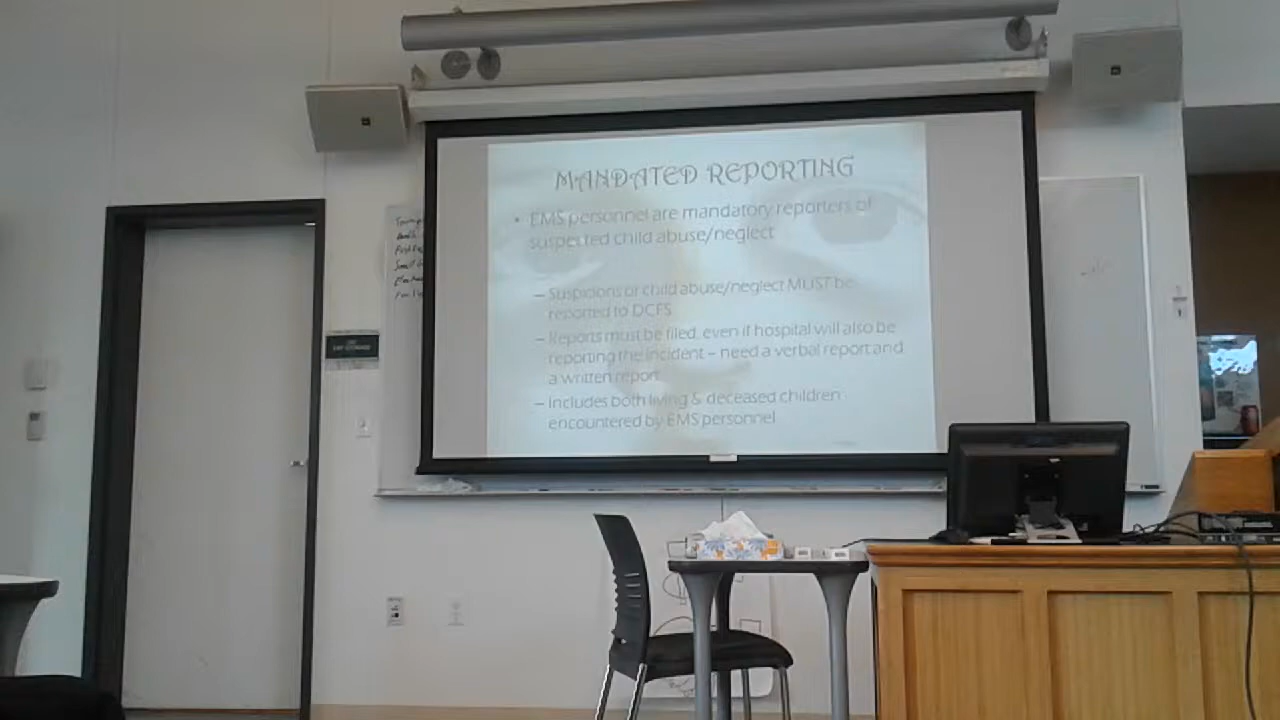 MANDATED REPORTING
• EMS personnel are mandatory reporters of
suspected child abuse/neglect
– Suspicions of child abuse/neglect MUST be
reported to DCFS
– Reports must be filed, even if hospital will also be
reporting the incident – need a verbal report and
a written report
– Includes both living & deceased children
encountered by EMS personnel